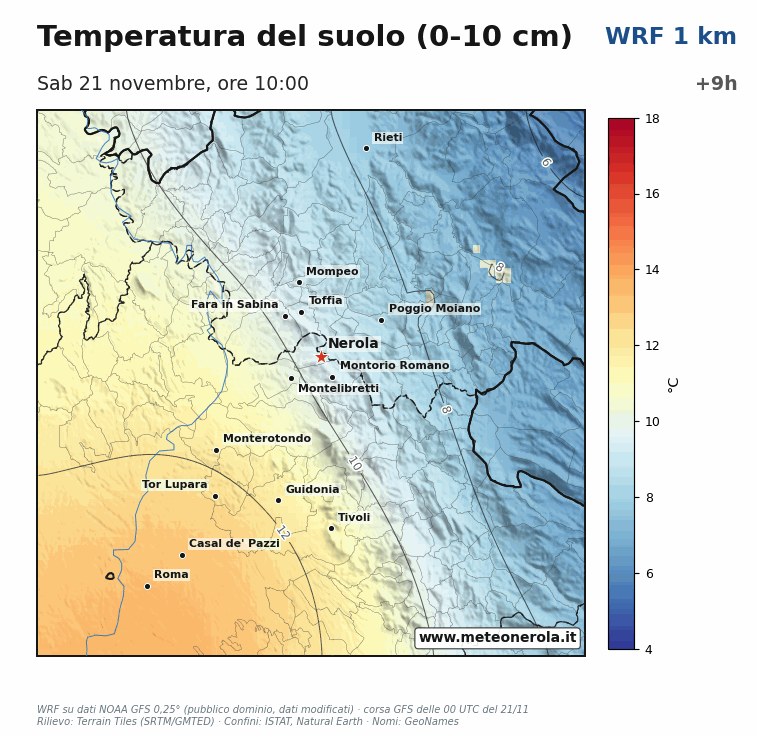 Temperatura del suolo (0-10 cm)
WRF 1 km
Sab 21 novembre, ore 10:00
+9h
Rieti
6
8
Mompeo
Toffia
Fara in Sabina
Poggio Moiano
Nerola
Montorio Romano
Montelibretti
8
Monterotondo
10
Tor Lupara
Guidonia
Tivoli
12
Casal de' Pazzi
Roma
www.meteonerola.it
18
16
14
12
10
8
6
4
°C
WRF su dati NOAA GFS 0,25° (pubblico dominio, dati modificati) · corsa GFS delle 00 UTC del 21/11
Rilievo: Terrain Tiles (SRTM/GMTED) · Confini: ISTAT, Natural Earth · Nomi: GeoNames